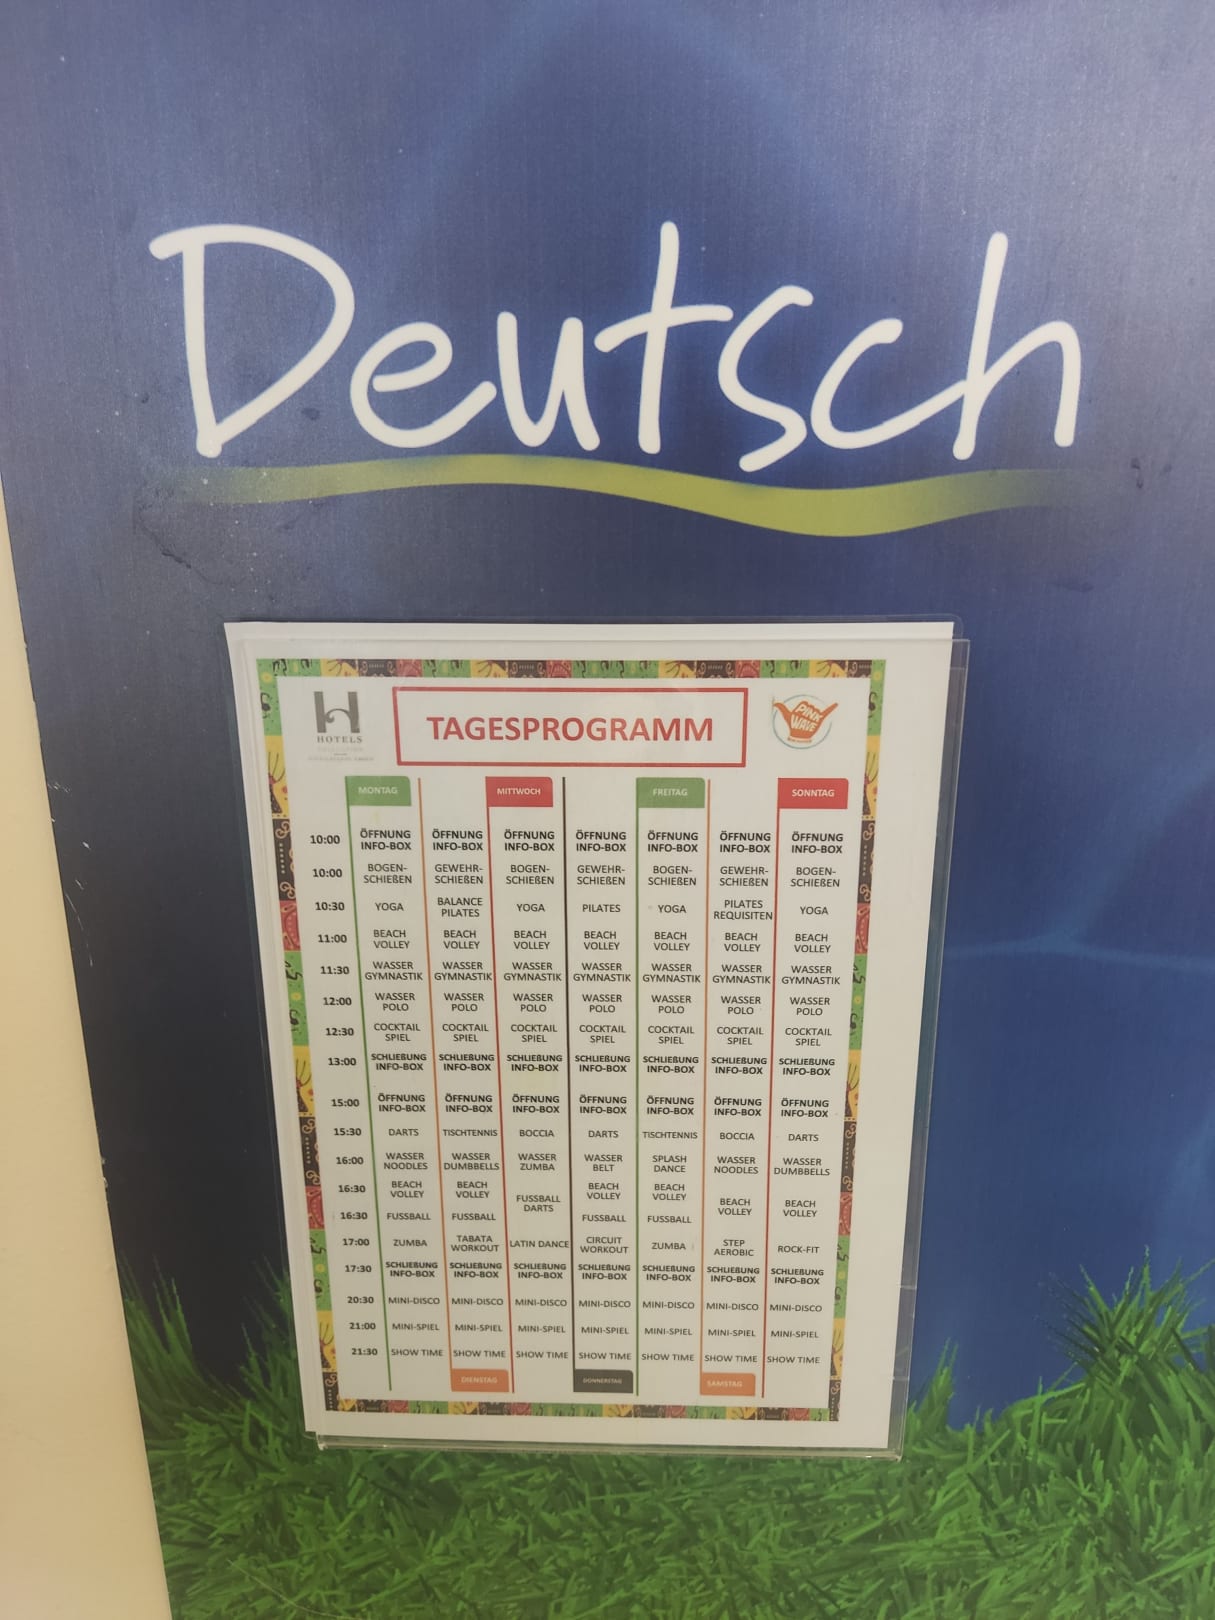 Deutsch
H
HOTELS
TAGESPROGRAMM
PINK
WAVE
MONTAG MITTWOCH FREITAG SONNTAG
10:00 ÖFFNUNG INFO-BOX ÖFFNUNG INFO-BOX ÖFFNUNG INFO-BOX ÖFFNUNG INFO-BOX ÖFFNUNG INFO-BOX ÖFFNUNG INFO-BOX ÖFFNUNG INFO-BOX
10:00 BOGEN-SCHIEßEN GEWEHR-SCHIEßEN BOGEN-SCHIEßEN GEWEHR-SCHIEßEN BOGEN-SCHIEßEN GEWEHR-SCHIEßEN BOGEN-SCHIEßEN
10:30 YOGA BALANCE PILATES YOGA PILATES YOGA PILATES REQUISITEN YOGA
11:00 BEACH VOLLEY BEACH VOLLEY BEACH VOLLEY BEACH VOLLEY BEACH VOLLEY BEACH VOLLEY BEACH VOLLEY
11:30 WASSER GYMNASTIK WASSER GYMNASTIK WASSER GYMNASTIK WASSER GYMNASTIK WASSER GYMNASTIK WASSER GYMNASTIK WASSER GYMNASTIK
12:00 WASSER POLO WASSER POLO WASSER POLO WASSER POLO WASSER POLO WASSER POLO WASSER POLO
12:30 COCKTAIL SPIEL COCKTAIL SPIEL COCKTAIL SPIEL COCKTAIL SPIEL COCKTAIL SPIEL COCKTAIL SPIEL COCKTAIL SPIEL
13:00 SCHLIEßUNG INFO-BOX SCHLIEßUNG INFO-BOX SCHLIEßUNG INFO-BOX SCHLIEßUNG INFO-BOX SCHLIEßUNG INFO-BOX SCHLIEßUNG INFO-BOX SCHLIEßUNG INFO-BOX
15:00 ÖFFNUNG INFO-BOX ÖFFNUNG INFO-BOX ÖFFNUNG INFO-BOX ÖFFNUNG INFO-BOX ÖFFNUNG INFO-BOX ÖFFNUNG INFO-BOX ÖFFNUNG INFO-BOX
15:30 DARTS TISCHTENNIS BOCCIA DARTS TISCHTENNIS BOCCIA DARTS
16:00 WASSER NOODLES WASSER DUMBBELLS WASSER ZUMBA WASSER BELT SPLASH DANCE WASSER NOODLES WASSER DUMBBELLS
16:30 BEACH VOLLEY BEACH VOLLEY FUSSBALL DARTS BEACH VOLLEY BEACH VOLLEY BEACH VOLLEY BEACH VOLLEY
16:30 FUSSBALL FUSSBALL FUSSBALL FUSSBALL
17:00 ZUMBA TABATA WORKOUT LATIN DANCE CIRCUIT WORKOUT ZUMBA STEP AEROBIC ROCK-FIT
17:30 SCHLIEßUNG INFO-BOX SCHLIEßUNG INFO-BOX SCHLIEßUNG INFO-BOX SCHLIEßUNG INFO-BOX SCHLIEßUNG INFO-BOX SCHLIEßUNG INFO-BOX SCHLIEßUNG INFO-BOX
20:30 MINI-DISCO MINI-DISCO MINI-DISCO MINI-DISCO MINI-DISCO MINI-DISCO MINI-DISCO
21:00 MINI-SPIEL MINI-SPIEL MINI-SPIEL MINI-SPIEL MINI-SPIEL MINI-SPIEL MINI-SPIEL
21:30 SHOW TIME SHOW TIME SHOW TIME SHOW TIME SHOW TIME SHOW TIME SHOW TIME
DIENSTAG DONNERSTAG SAMSTAG